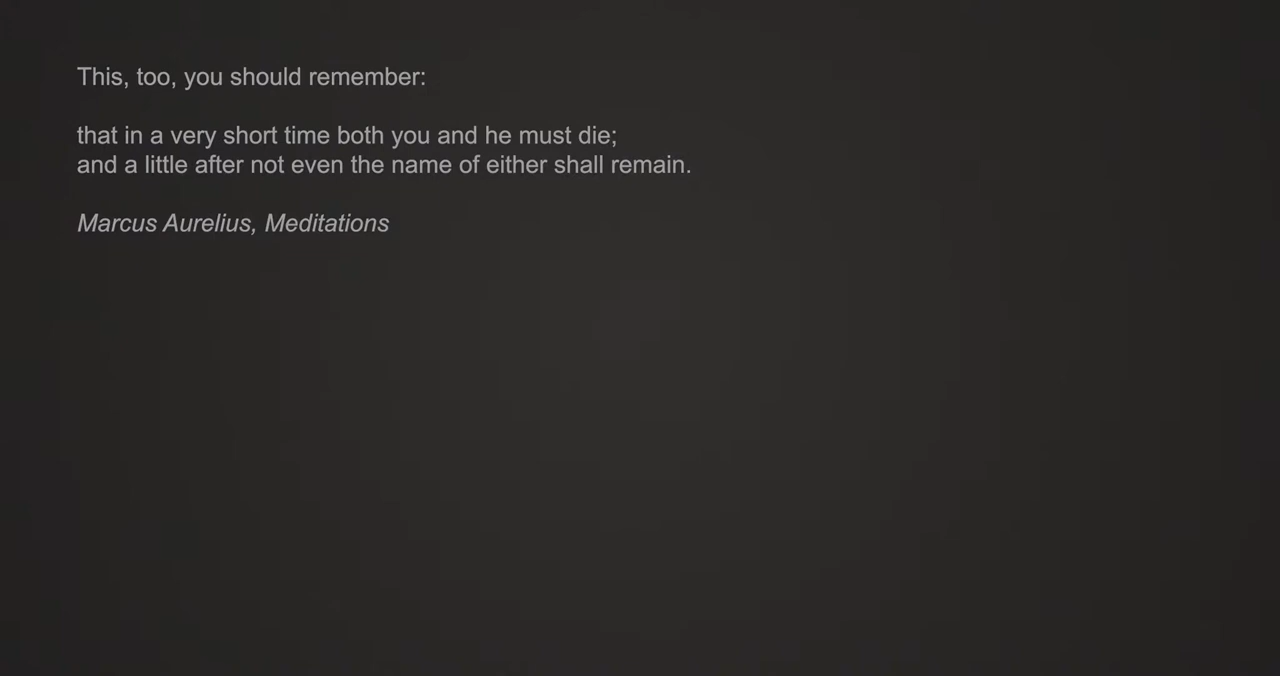 This, too, you should remember:
that in a very short time both you and he must die;
and a little after not even the name of either shall remain.
Marcus Aurelius, Meditations